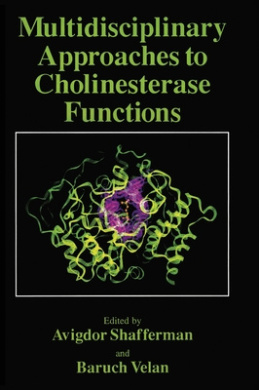 Multidisciplinary
Approaches to
Cholinesterase
Functions
Edited by
Avigdor Shafferman
and
Baruch Velan